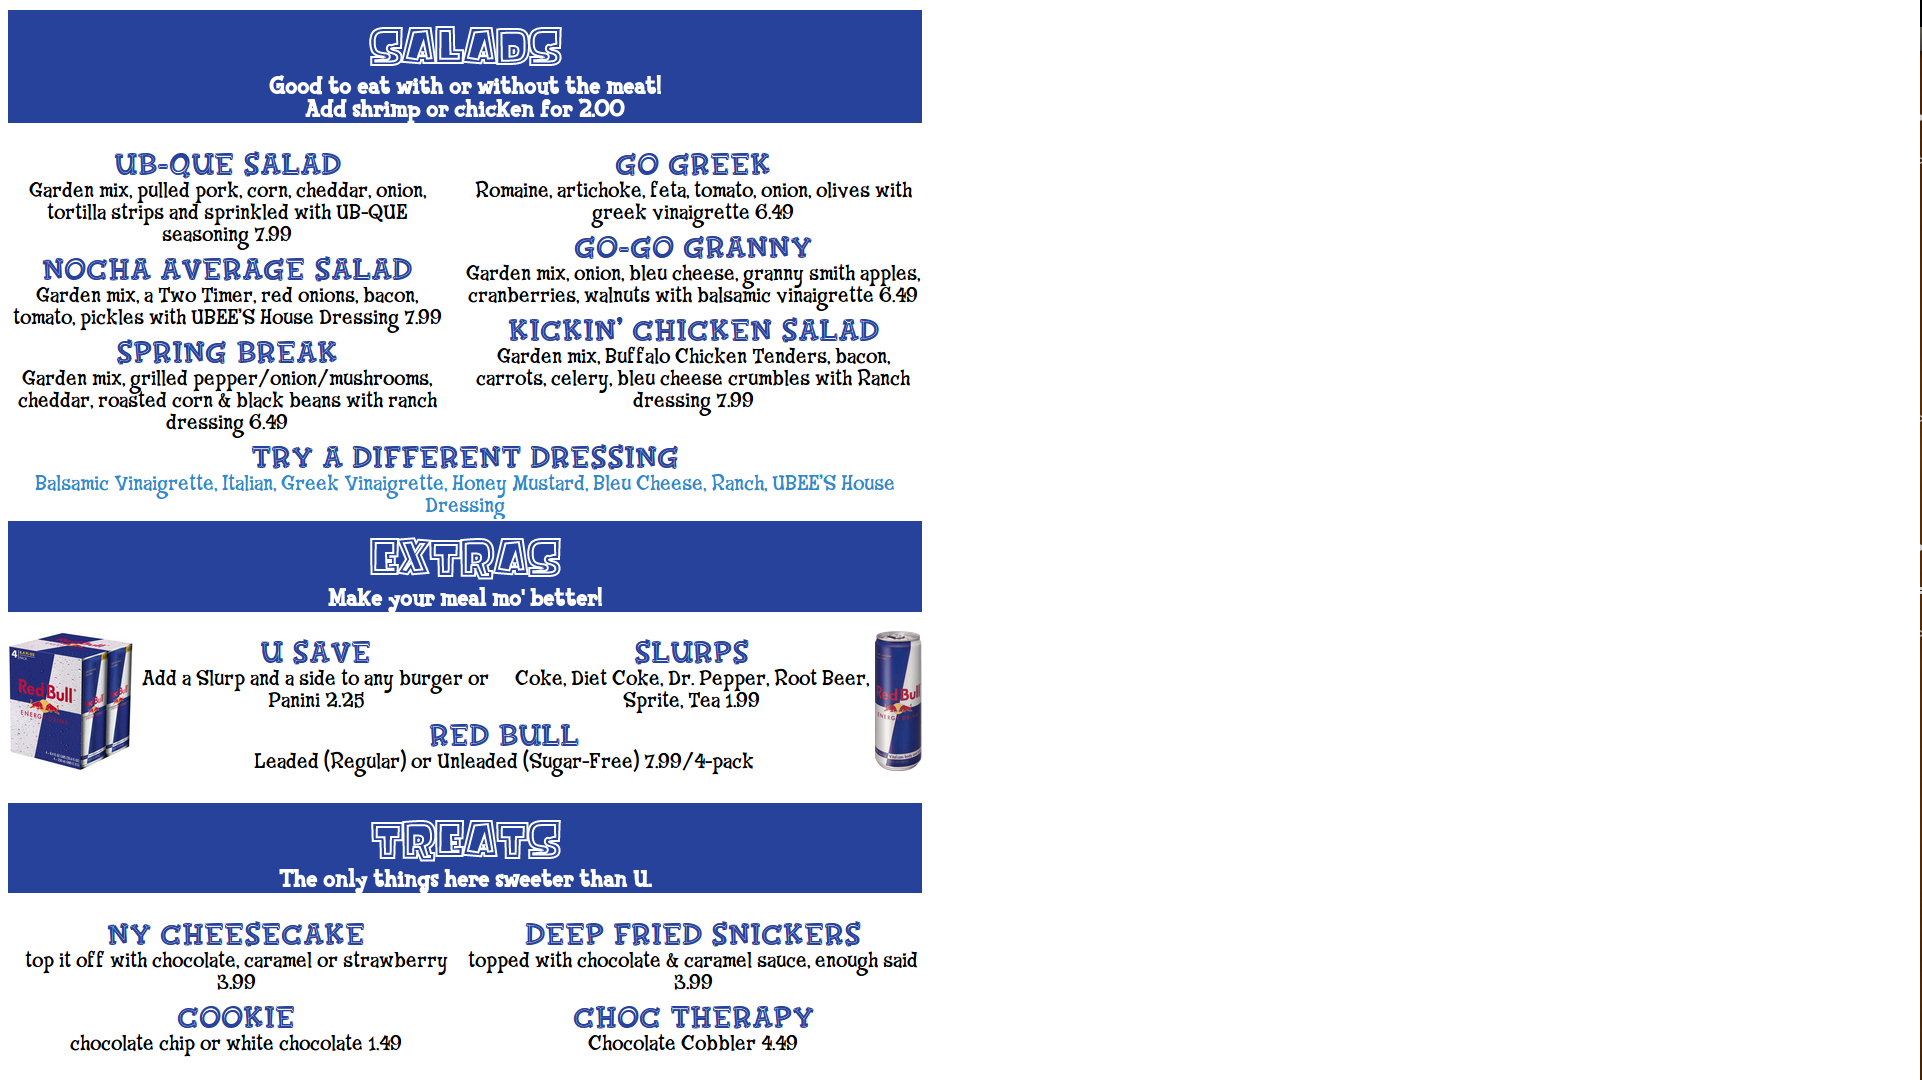 SALADS
Good to eat with or without the meat!
Add shrimp or chicken for 2.00
UB-QUE SALAD
Garden mix, pulled pork, corn, cheddar, onion,
tortilla strips and sprinkled with UB-QUE
seasoning 7.99
NOCHA AVERAGE SALAD
Garden mix, a Two Timer, red onions, bacon,
tomato, pickles with UBEE'S House Dressing 7.99
SPRING BREAK
Garden mix, grilled pepper/onion/mushrooms,
cheddar, roasted corn & black beans with ranch
dressing 6.49
GO GREEK
Romaine, artichoke, feta, tomato, onion, olives with
greek vinaigrette 6.49
GO-GO GRANNY
Garden mix, onion, bleu cheese, granny smith apples,
cranberries, walnuts with balsamic vinaigrette 6.49
KICKIN' CHICKEN SALAD
Garden mix, Buffalo Chicken Tenders, bacon,
carrots, celery, bleu cheese crumbles with Ranch
dressing 7.99
TRY A DIFFERENT DRESSING
Balsamic Vinaigrette, Italian, Greek Vinaigrette, Honey Mustard, Bleu Cheese, Ranch, UBEE'S House
Dressing
EXTRAS
Make your meal mo' better!
Red Bull
ENERGY DRINK
U SAVE
Add a Slurp and a side to any burger or
Panini 2.25
SLURPS
Coke, Diet Coke, Dr. Pepper, Root Beer,
Sprite, Tea 1.99
RED BULL
Leaded (Regular) or Unleaded (Sugar-Free) 7.99/4-pack
Red Bull
TREATS
The only things here sweeter than U.
NY CHEESECAKE
top it off with chocolate, caramel or strawberry
3.99
COOKIE
chocolate chip or white chocolate 1.49
DEEP FRIED SNICKERS
topped with chocolate & caramel sauce, enough said
3.99
CHOC THERAPY
Chocolate Cobbler 4.49